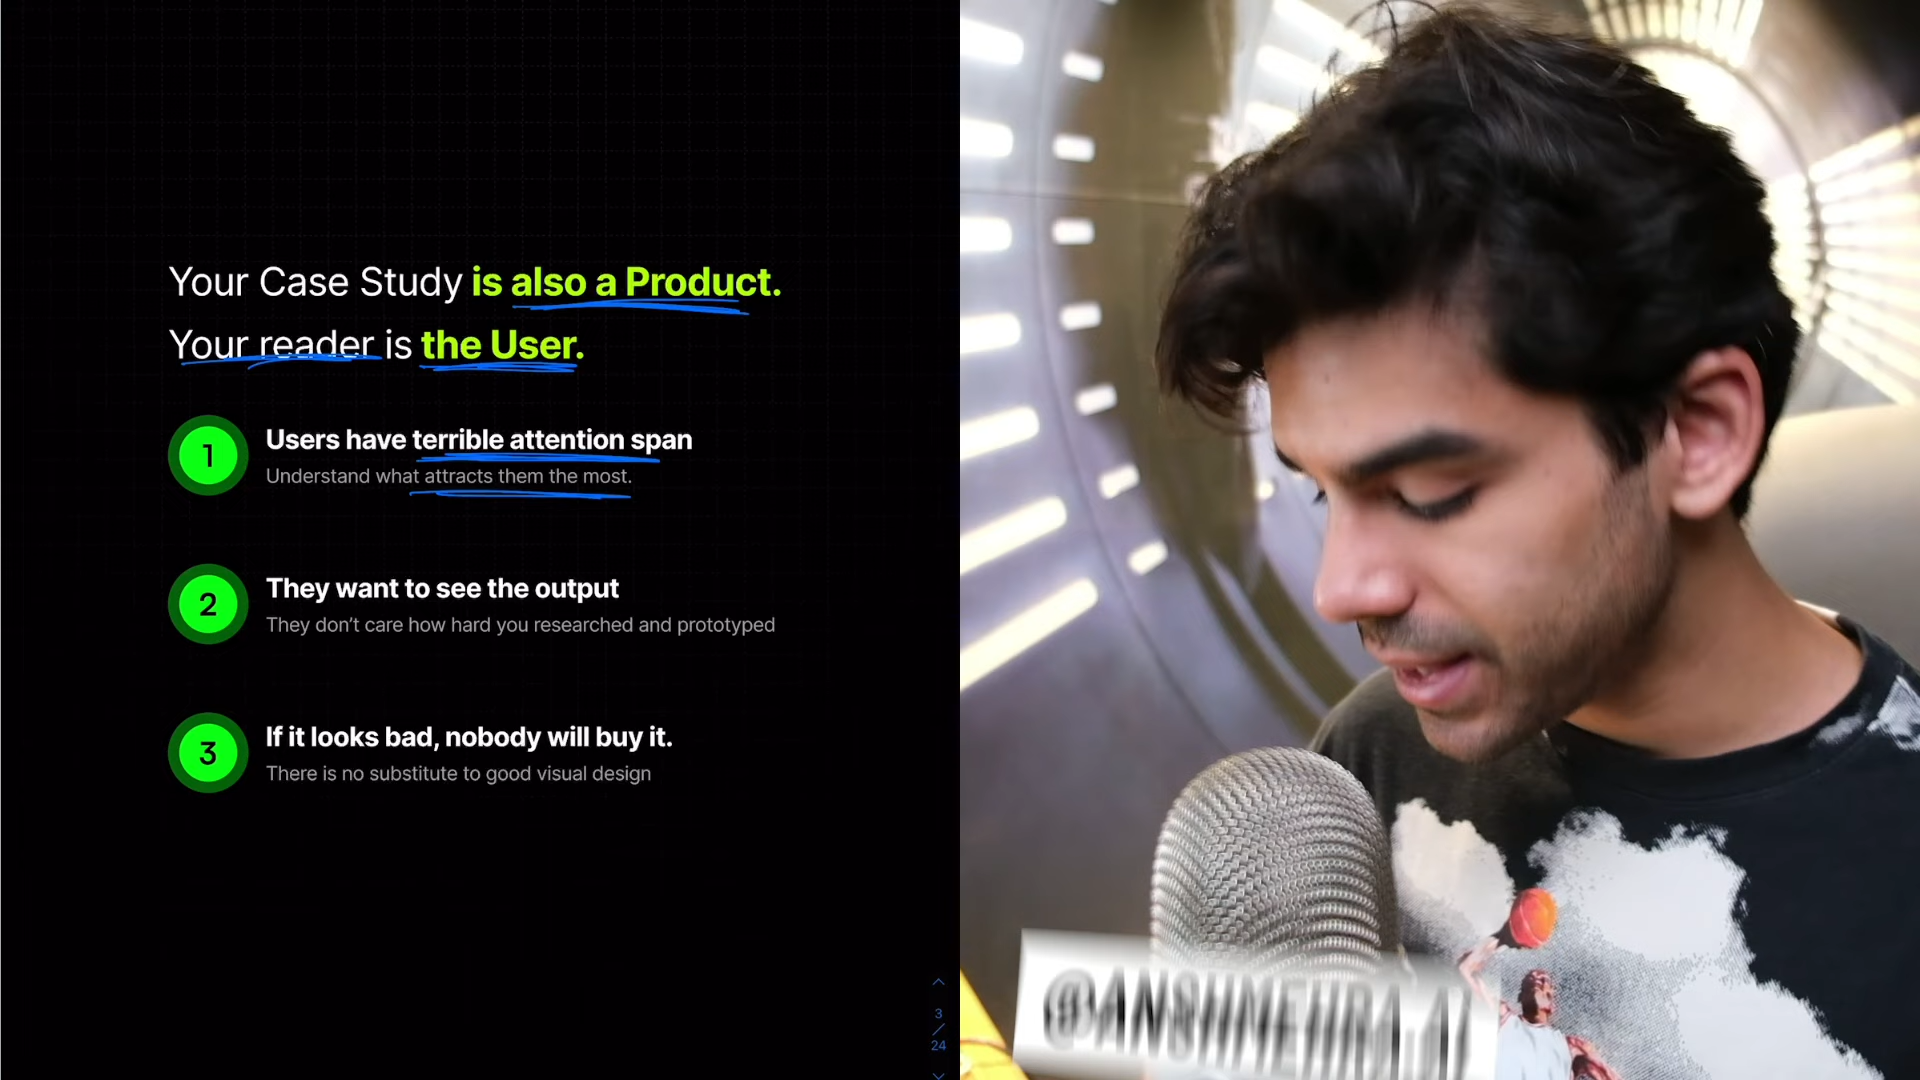 Your Case Study is also a Product.
Your reader is the User.
1
Users have terrible attention span
Understand what attracts them the most.
2
They want to see the output
They don’t care how hard you researched and prototyped
3
If it looks bad, nobody will buy it.
There is no substitute to good visual design
3
24
@ANSHMEHRA.AI